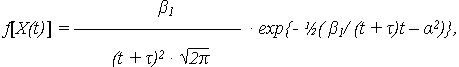 f[X(t)] = β1 / (t + τ)2 · √2π · exp{- ½( β1/ (t + τ)t – α2)},